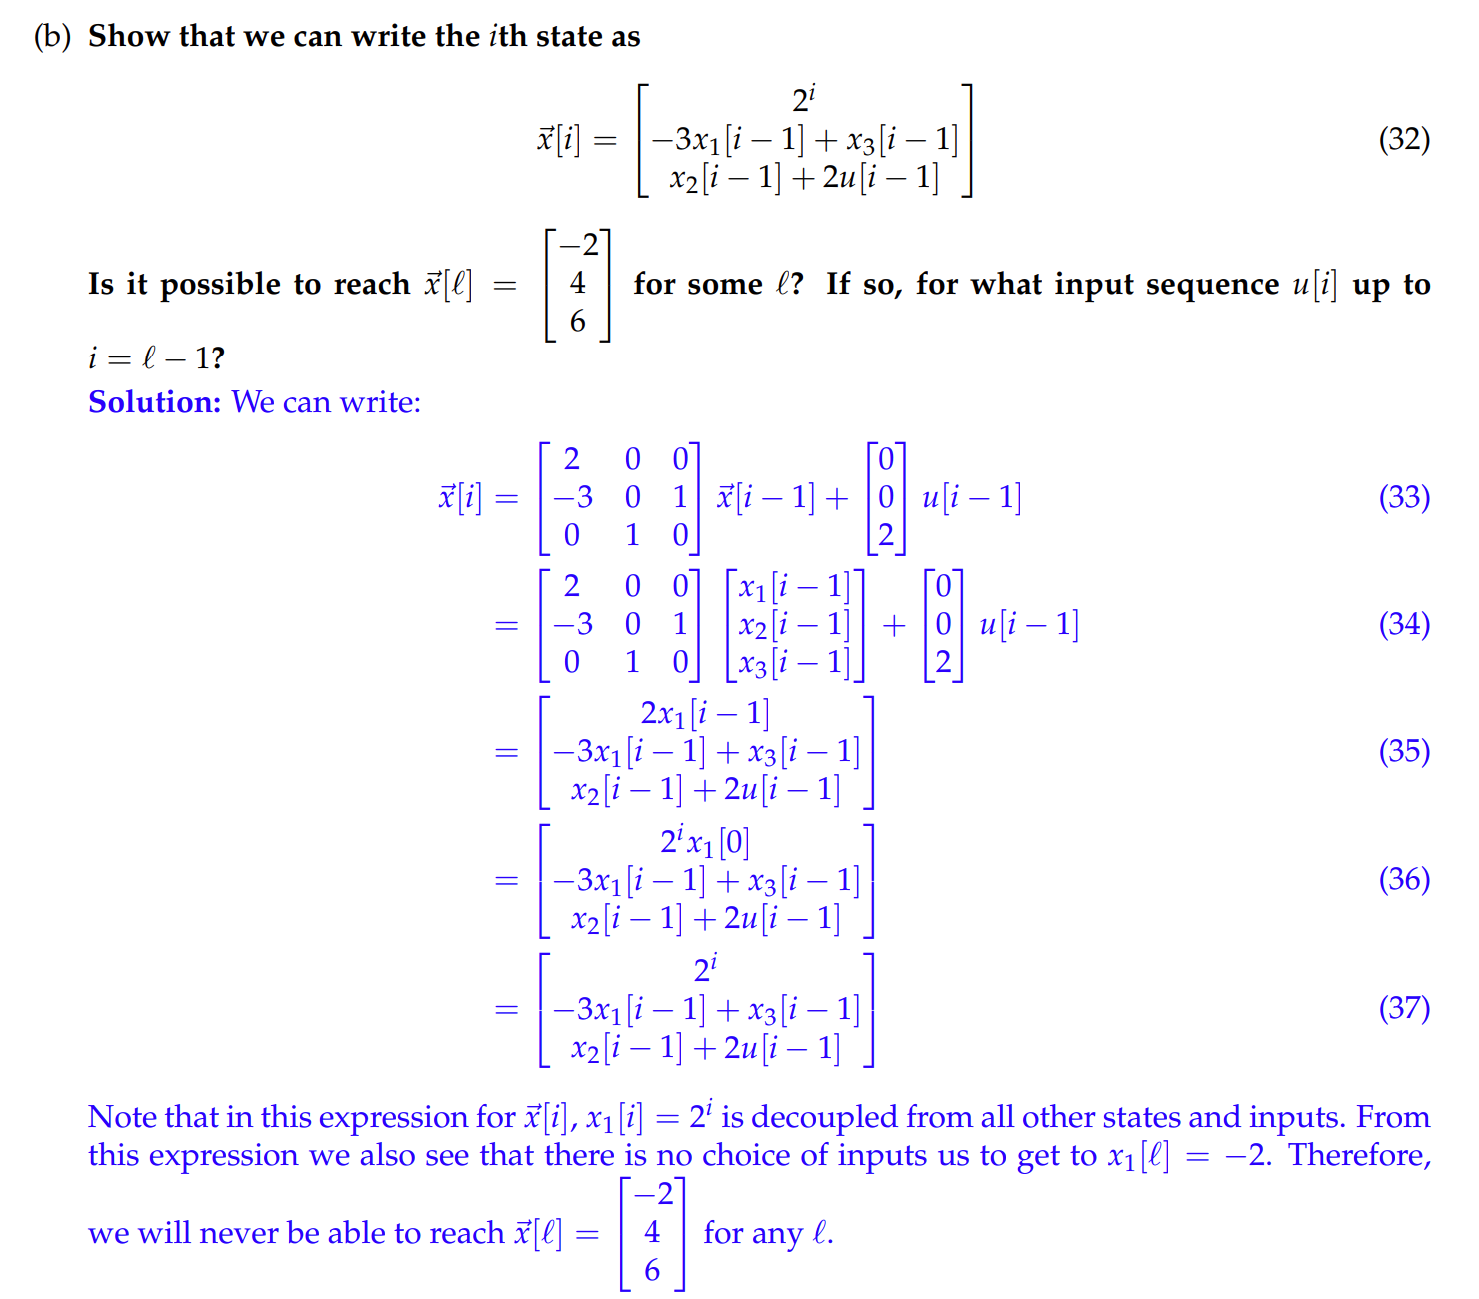 (b) Show that we can write the ith state as
$$\vec{x}[i] = \begin{bmatrix} 2^i \\ -3x_1[i-1] + x_3[i-1] \\ x_2[i-1] + 2u[i-1] \end{bmatrix} \quad (32)$$
Is it possible to reach $\vec{x}[\ell] = \begin{bmatrix} -2 \\ 4 \\ 6 \end{bmatrix}$ for some $\ell$? If so, for what input sequence $u[i]$ up to
$i = \ell - 1$?
Solution: We can write:
$$\vec{x}[i] = \begin{bmatrix} 2 & 0 & 0 \\ -3 & 0 & 1 \\ 0 & 1 & 0 \end{bmatrix} \vec{x}[i-1] + \begin{bmatrix} 0 \\ 0 \\ 2 \end{bmatrix} u[i-1] \quad (33)$$
$$= \begin{bmatrix} 2 & 0 & 0 \\ -3 & 0 & 1 \\ 0 & 1 & 0 \end{bmatrix} \begin{bmatrix} x_1[i-1] \\ x_2[i-1] \\ x_3[i-1] \end{bmatrix} + \begin{bmatrix} 0 \\ 0 \\ 2 \end{bmatrix} u[i-1] \quad (34)$$
$$= \begin{bmatrix} 2x_1[i-1] \\ -3x_1[i-1] + x_3[i-1] \\ x_2[i-1] + 2u[i-1] \end{bmatrix} \quad (35)$$
$$= \begin{bmatrix} 2^i x_1[0] \\ -3x_1[i-1] + x_3[i-1] \\ x_2[i-1] + 2u[i-1] \end{bmatrix} \quad (36)$$
$$= \begin{bmatrix} 2^i \\ -3x_1[i-1] + x_3[i-1] \\ x_2[i-1] + 2u[i-1] \end{bmatrix} \quad (37)$$
Note that in this expression for $\vec{x}[i]$, $x_1[i] = 2^i$ is decoupled from all other states and inputs. From
this expression we also see that there is no choice of inputs us to get to $x_1[\ell] = -2$. Therefore,
we will never be able to reach $\vec{x}[\ell] = \begin{bmatrix} -2 \\ 4 \\ 6 \end{bmatrix}$ for any $\ell$.